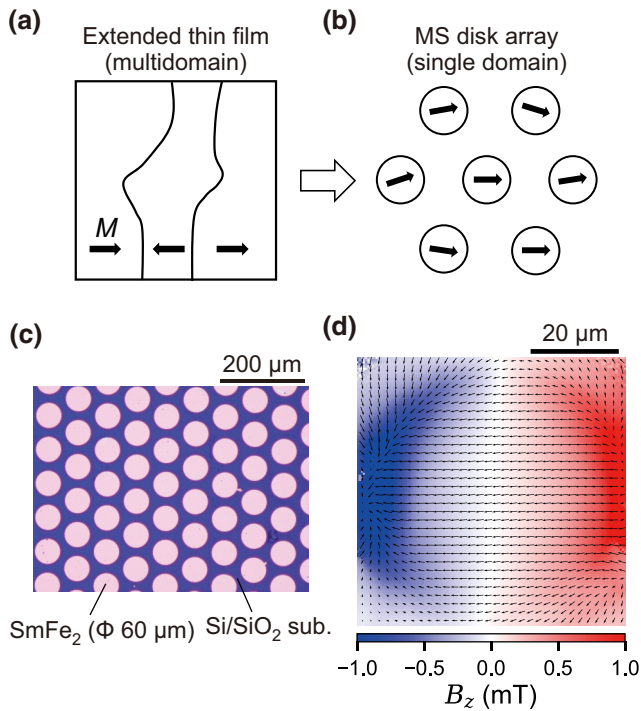 (a)
Extended thin film
(multidomain)
M
(b)
MS disk array
(single domain)
(c)
200 μm
SmFe₂ (Φ 60 μm)
Si/SiO₂ sub.
(d)
20 μm
−1.0 −0.5 0.0 0.5 1.0
B_z (mT)